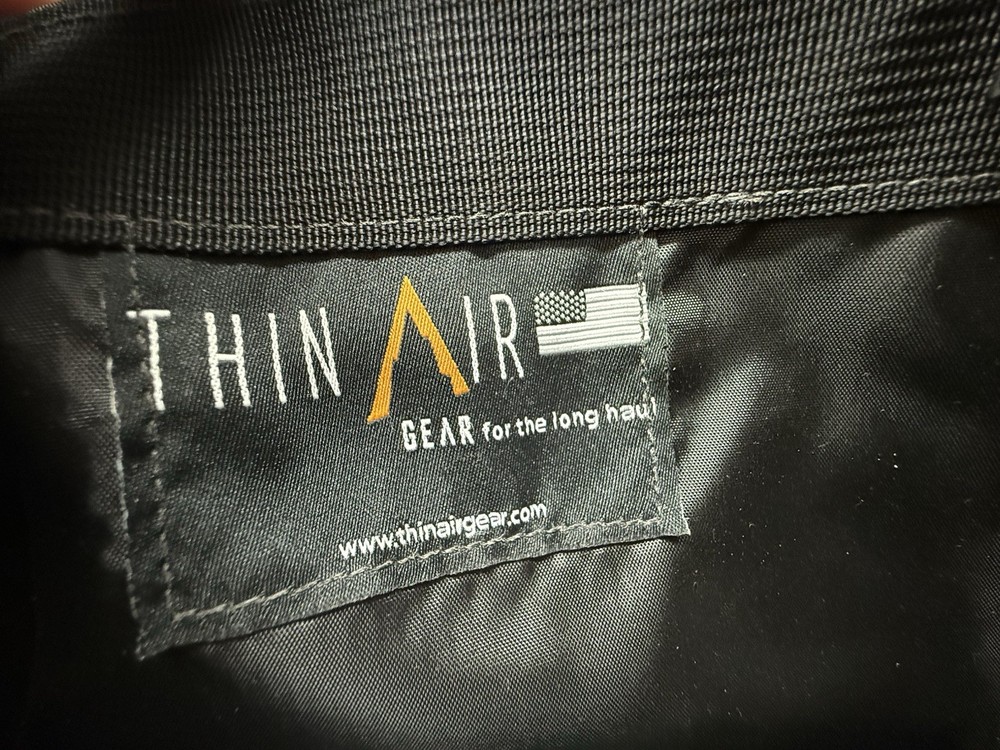 THIN AIR
GEAR for the long haul
www.thinairgear.com